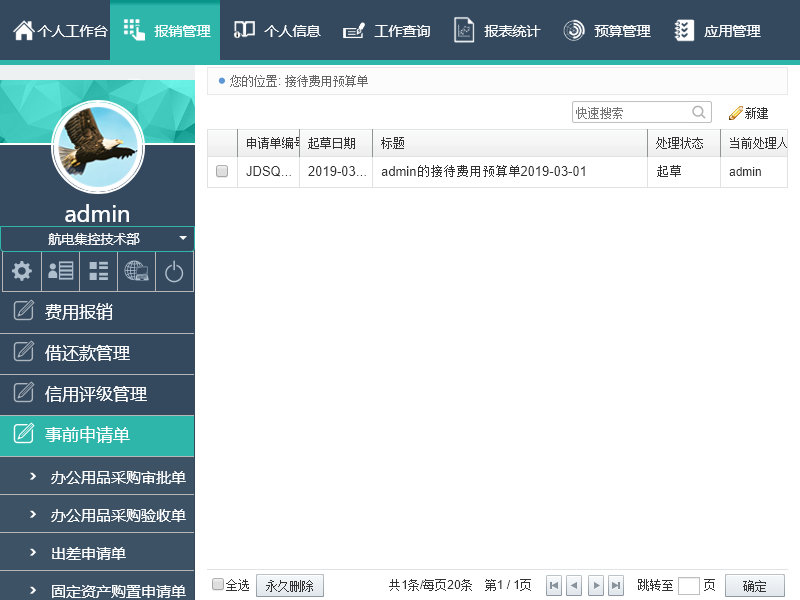 个人工作台 报销管理 个人信息 工作查询 报表统计 预算管理 应用管理
您的位置: 接待费用预算单
快速搜索 新建
申请单编号 起草日期 标题 处理状态 当前处理人
JDSQ... 2019-03... admin的接待费用预算单2019-03-01 起草 admin
admin
航电集控技术部
费用报销
借还款管理
信用评级管理
事前申请单
办公用品采购审批单
办公用品采购验收单
出差申请单
固定资产购置申请单
全选 永久删除 共1条/每页20条 第1 / 1页 跳转至 页 确定